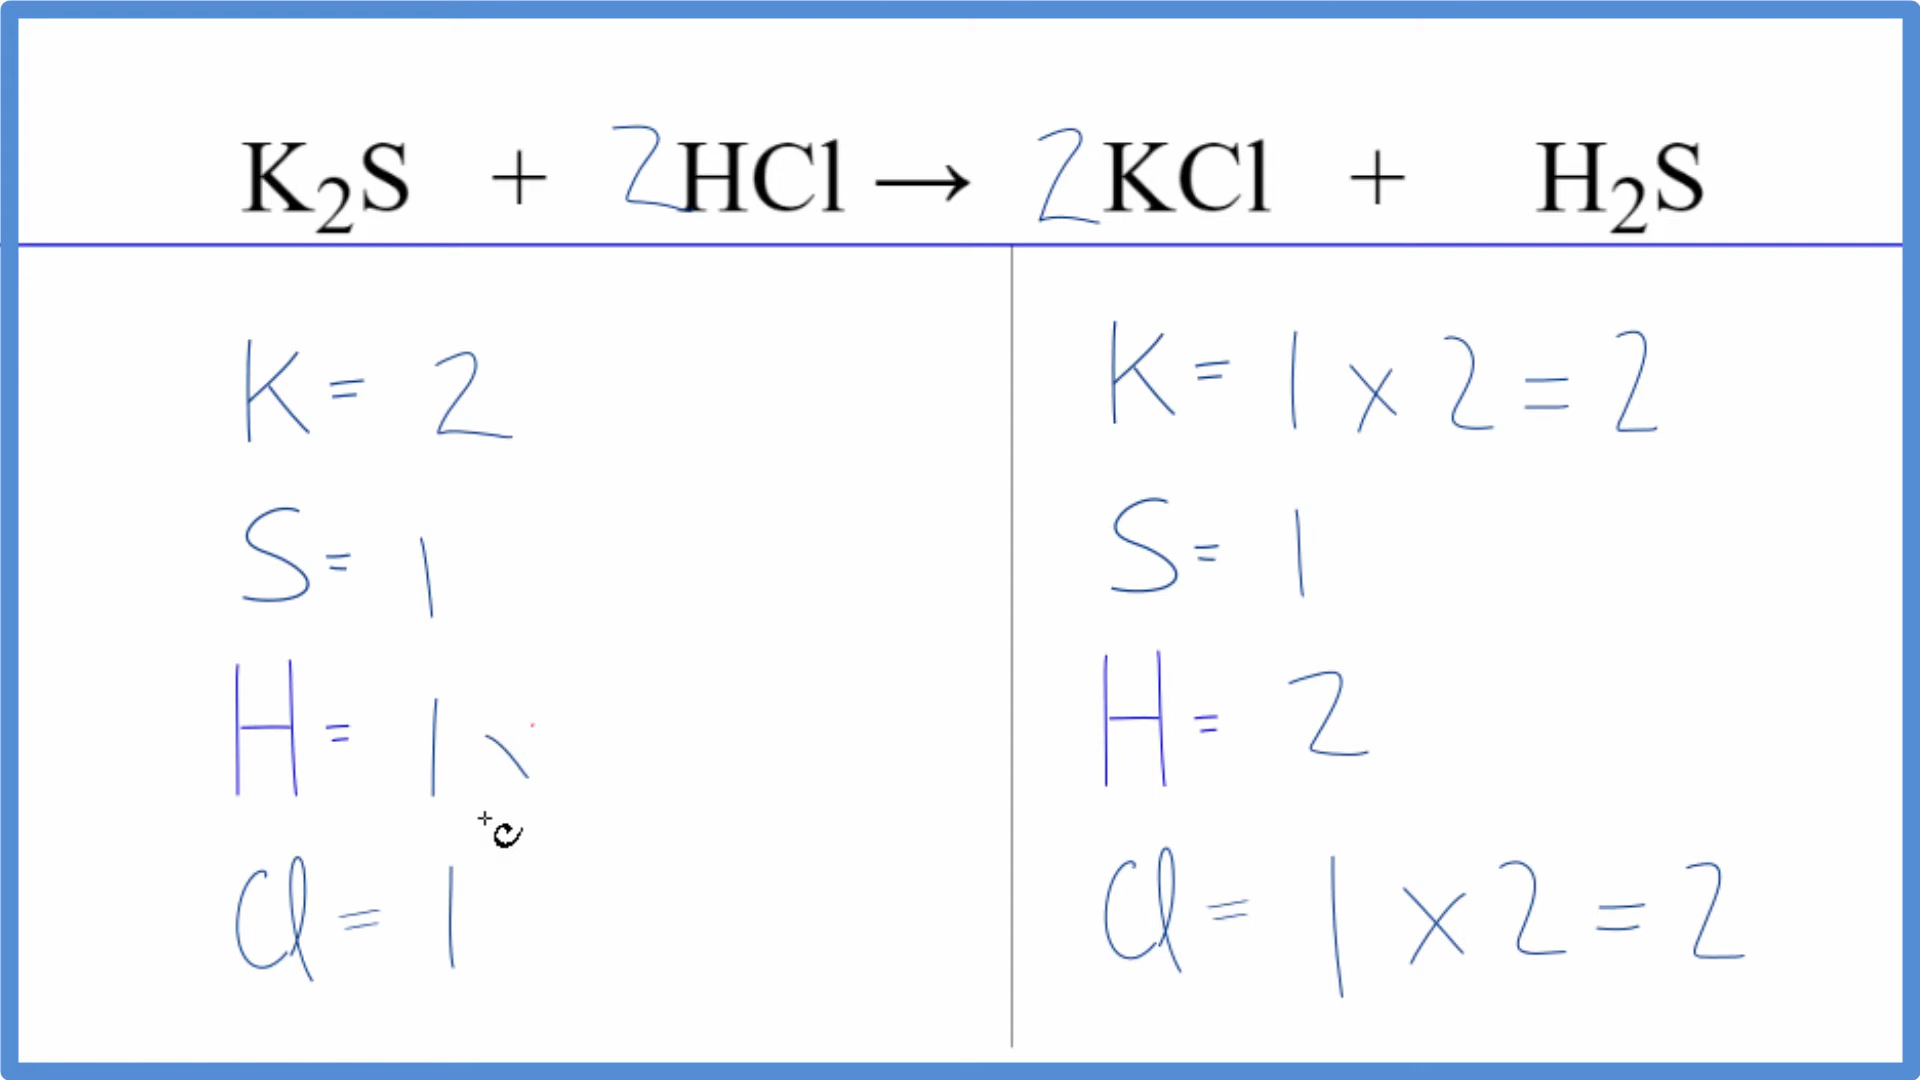 K₂S + 2HCl → 2KCl + H₂S
K = 2
S = 1
H = 1 \
Cl = 1
K = 1 x 2 = 2
S = 1
H = 2
Cl = 1 x 2 = 2